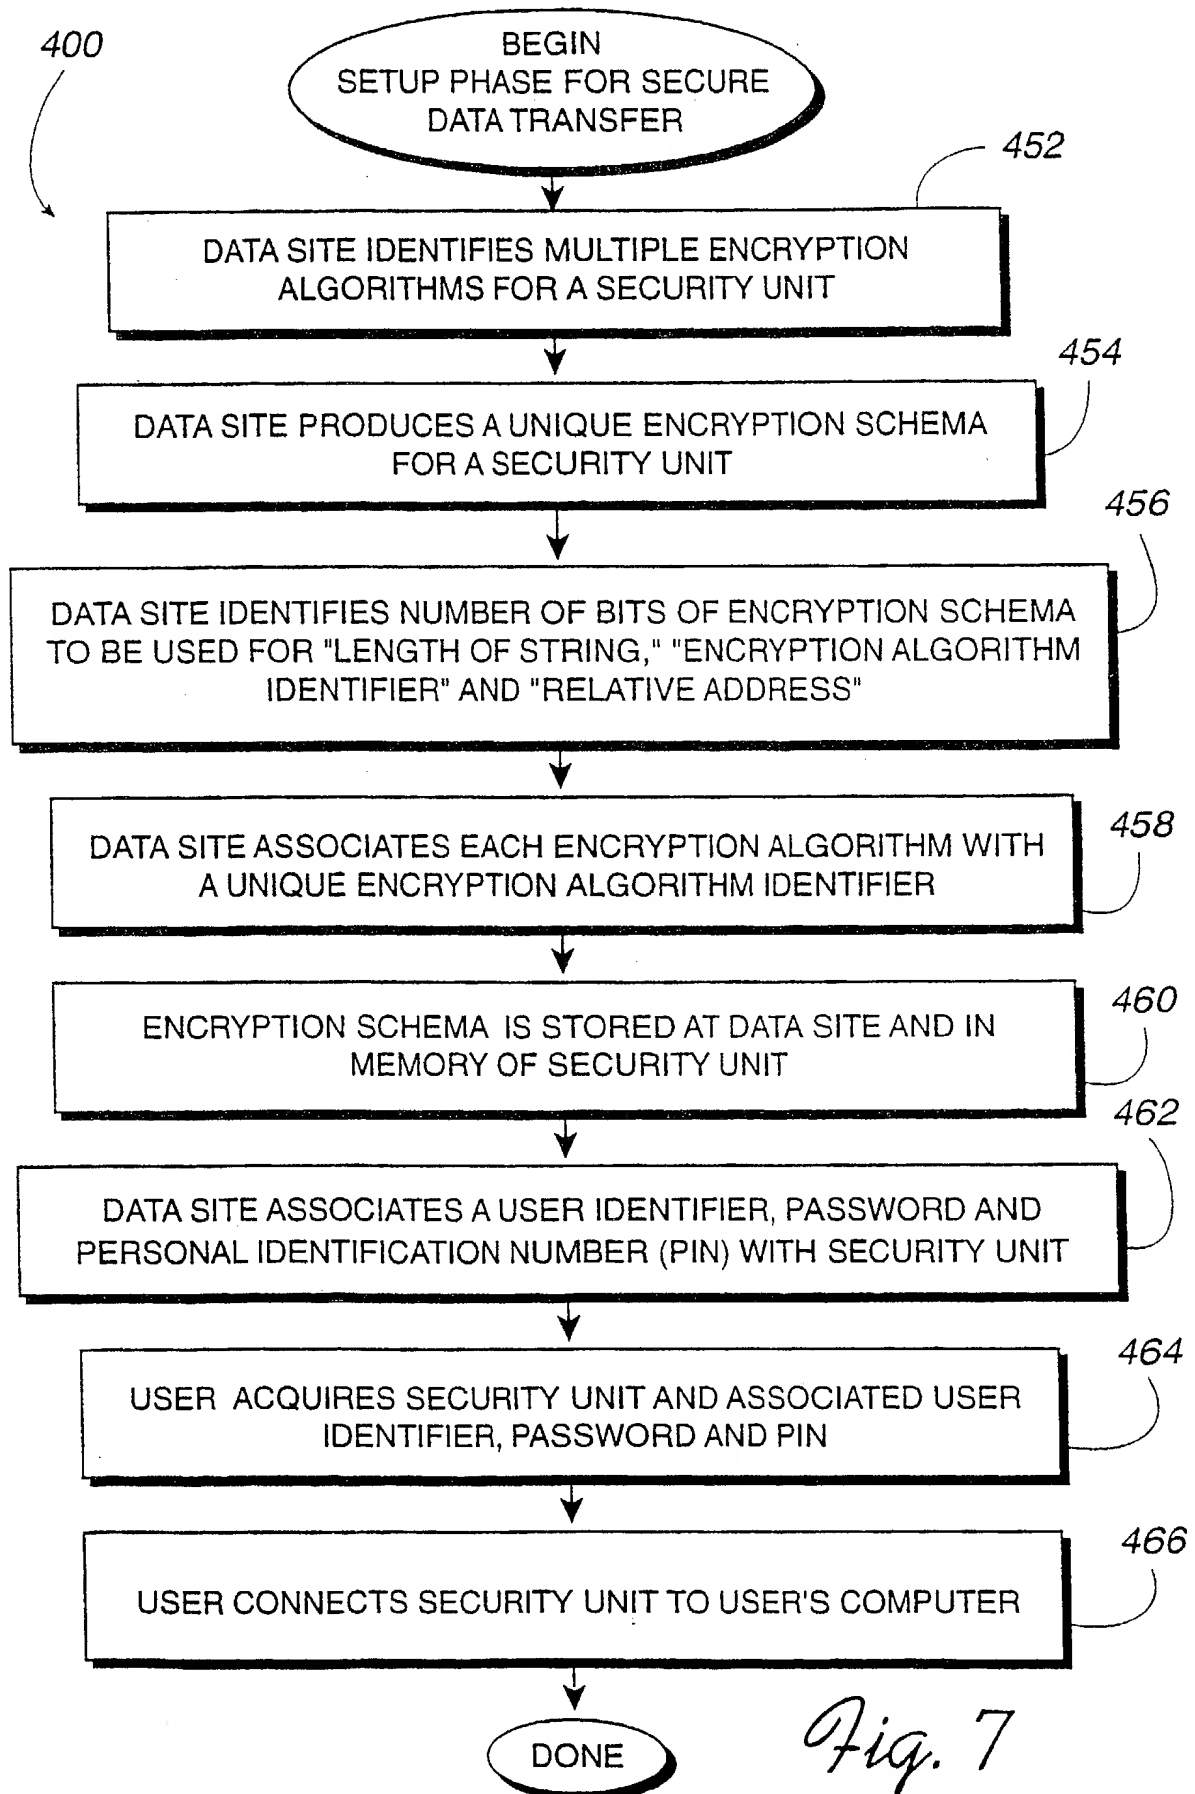 400
BEGIN
SETUP PHASE FOR SECURE
DATA TRANSFER
452
DATA SITE IDENTIFIES MULTIPLE ENCRYPTION
ALGORITHMS FOR A SECURITY UNIT
454
DATA SITE PRODUCES A UNIQUE ENCRYPTION SCHEMA
FOR A SECURITY UNIT
456
DATA SITE IDENTIFIES NUMBER OF BITS OF ENCRYPTION SCHEMA
TO BE USED FOR "LENGTH OF STRING," "ENCRYPTION ALGORITHM
IDENTIFIER" AND "RELATIVE ADDRESS"
458
DATA SITE ASSOCIATES EACH ENCRYPTION ALGORITHM WITH
A UNIQUE ENCRYPTION ALGORITHM IDENTIFIER
460
ENCRYPTION SCHEMA IS STORED AT DATA SITE AND IN
MEMORY OF SECURITY UNIT
462
DATA SITE ASSOCIATES A USER IDENTIFIER, PASSWORD AND
PERSONAL IDENTIFICATION NUMBER (PIN) WITH SECURITY UNIT
464
USER ACQUIRES SECURITY UNIT AND ASSOCIATED USER
IDENTIFIER, PASSWORD AND PIN
466
USER CONNECTS SECURITY UNIT TO USER'S COMPUTER
DONE
Fig. 7